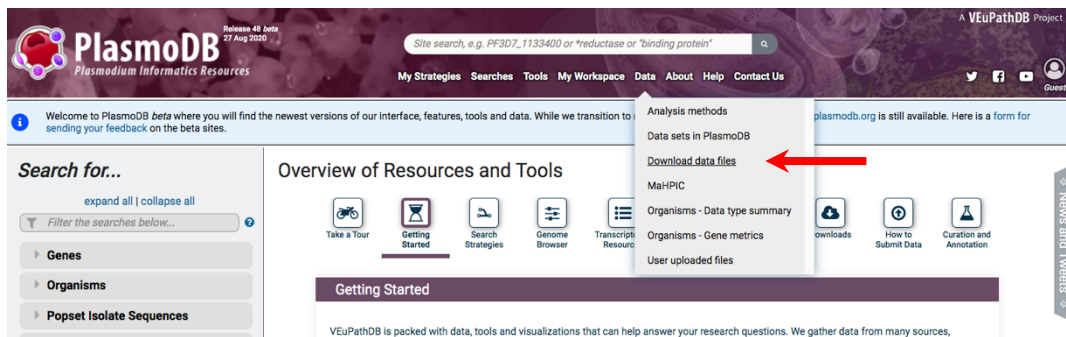 A VEuPathDB Project
Release 48 beta
27 Aug 2020
PlasmoDB
Plasmodium Informatics Resources
Site search, e.g. PF3D7_1133400 or *reductase or "binding protein"
My Strategies Searches Tools My Workspace Data About Help Contact Us
Guest
Welcome to PlasmoDB beta where you will find the newest versions of our interface, features, tools and data. While we transition to plasmodb.org is still available. Here is a form for
sending your feedback on the beta sites.
Analysis methods
Data sets in PlasmoDB
Download data files
MaHPIC
Organisms - Data type summary
Organisms - Gene metrics
User uploaded files
Search for...
expand all | collapse all
Filter the searches below...
Genes
Organisms
Popset Isolate Sequences
Overview of Resources and Tools
Take a Tour
Getting
Started
Search
Strategies
Genome
Browser
How to
Submit Data
Curation and
Annotation
News and Tweets
Getting Started
VEuPathDB is packed with data, tools and visualizations that can help answer your research questions. We gather data from many sources,